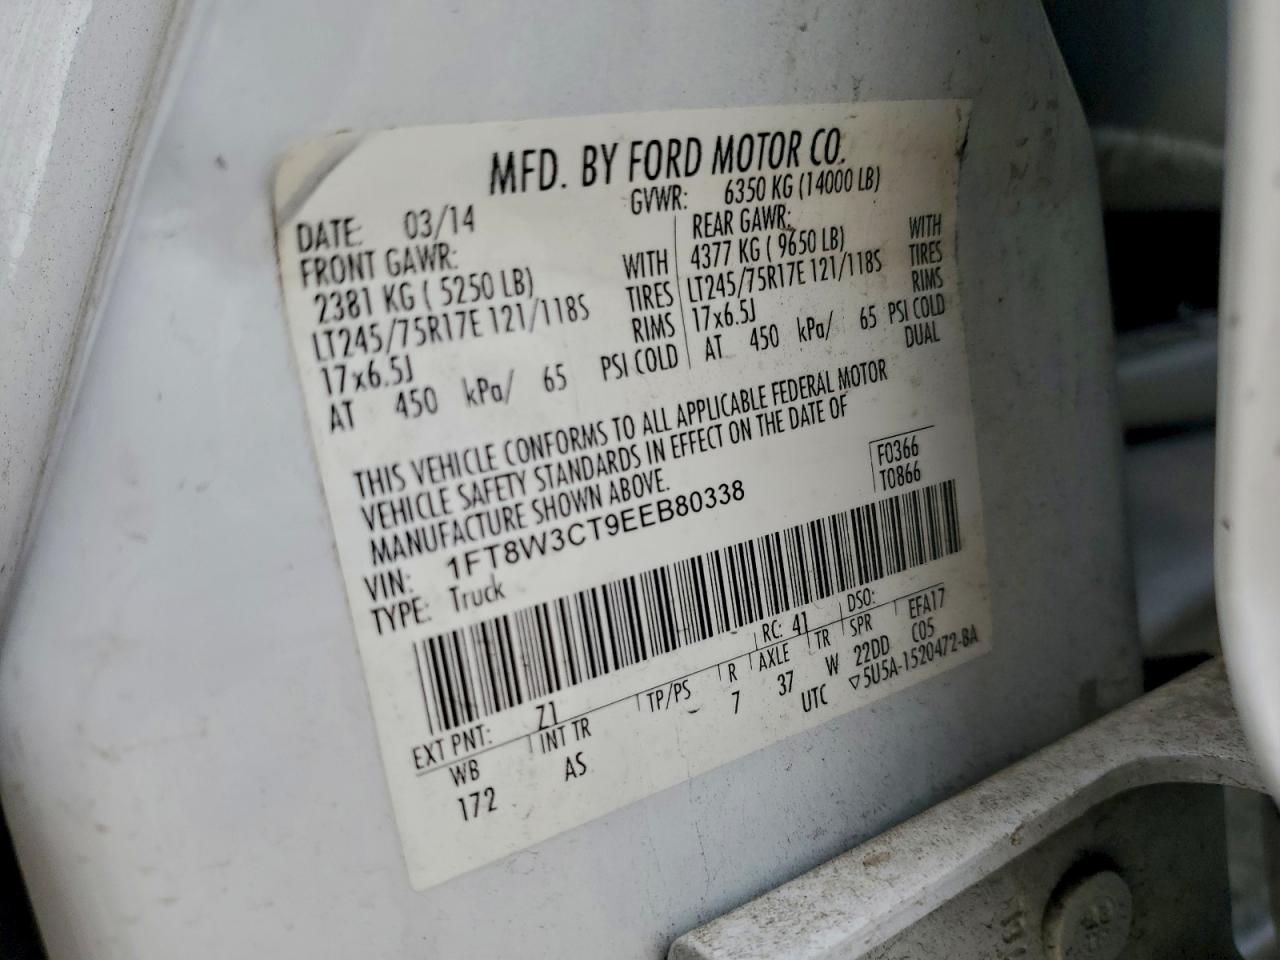 MFD. BY FORD MOTOR CO.
DATE: 03/14 GVWR: 6350 KG (14000 LB)
FRONT GAWR:
2381 KG ( 5250 LB) WITH
LT245/75R17E 121/118S TIRES
17x6.5J RIMS
AT 450 kPa/ 65 PSI COLD
REAR GAWR:
4377 KG ( 9650 LB) WITH
LT245/75R17E 121/118S TIRES
17x6.5J RIMS
AT 450 kPa/ 65 PSI COLD
DUAL
THIS VEHICLE CONFORMS TO ALL APPLICABLE FEDERAL MOTOR
VEHICLE SAFETY STANDARDS IN EFFECT ON THE DATE OF
MANUFACTURE SHOWN ABOVE.
F0366
T0866
VIN: 1FT8W3CT9EEB80338
TYPE: Truck
EXT PNT: Z1 RC: 41 DSO:
WB INT TR TP/PS R AXLE TR SPR EFA17
172 AS 7 37 W 22DD C05
UTC ▽5U5A-1520472-BA